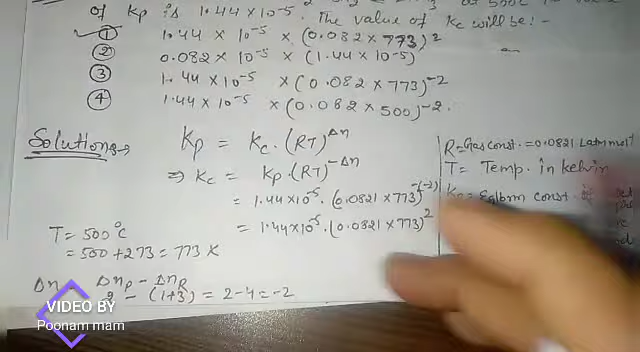 of Kp is 1.44 × 10⁻⁵. The value of Kc will be:-
① 1.44 × 10⁻⁵ × (0.082 × 773)²
② 0.082 × 10⁻⁵ × (1.44 × 10⁻⁵)
③ 1.44 × 10⁻⁵ × (0.082 × 773)⁻²
④ 1.44 × 10⁻⁵ × (0.082 × 500)⁻².
Solution:→
Kp = Kc . (RT)^Δn
⇒ Kc = Kp . (RT)^-Δn
= 1.44×10⁻⁵. (0.0821 × 773)^-(-2)
= 1.44×10⁻⁵. (0.0821 × 773)²
T = 500°C
= 500 + 273 = 773 K
Δn = Δnp - ΔnR
2 - (1+3) = 2-4 = -2
R = Gas const. = 0.0821 Latm mol
T = Temp. in kelvin
Eqlbm const.
VIDEO BY
Poonam mam